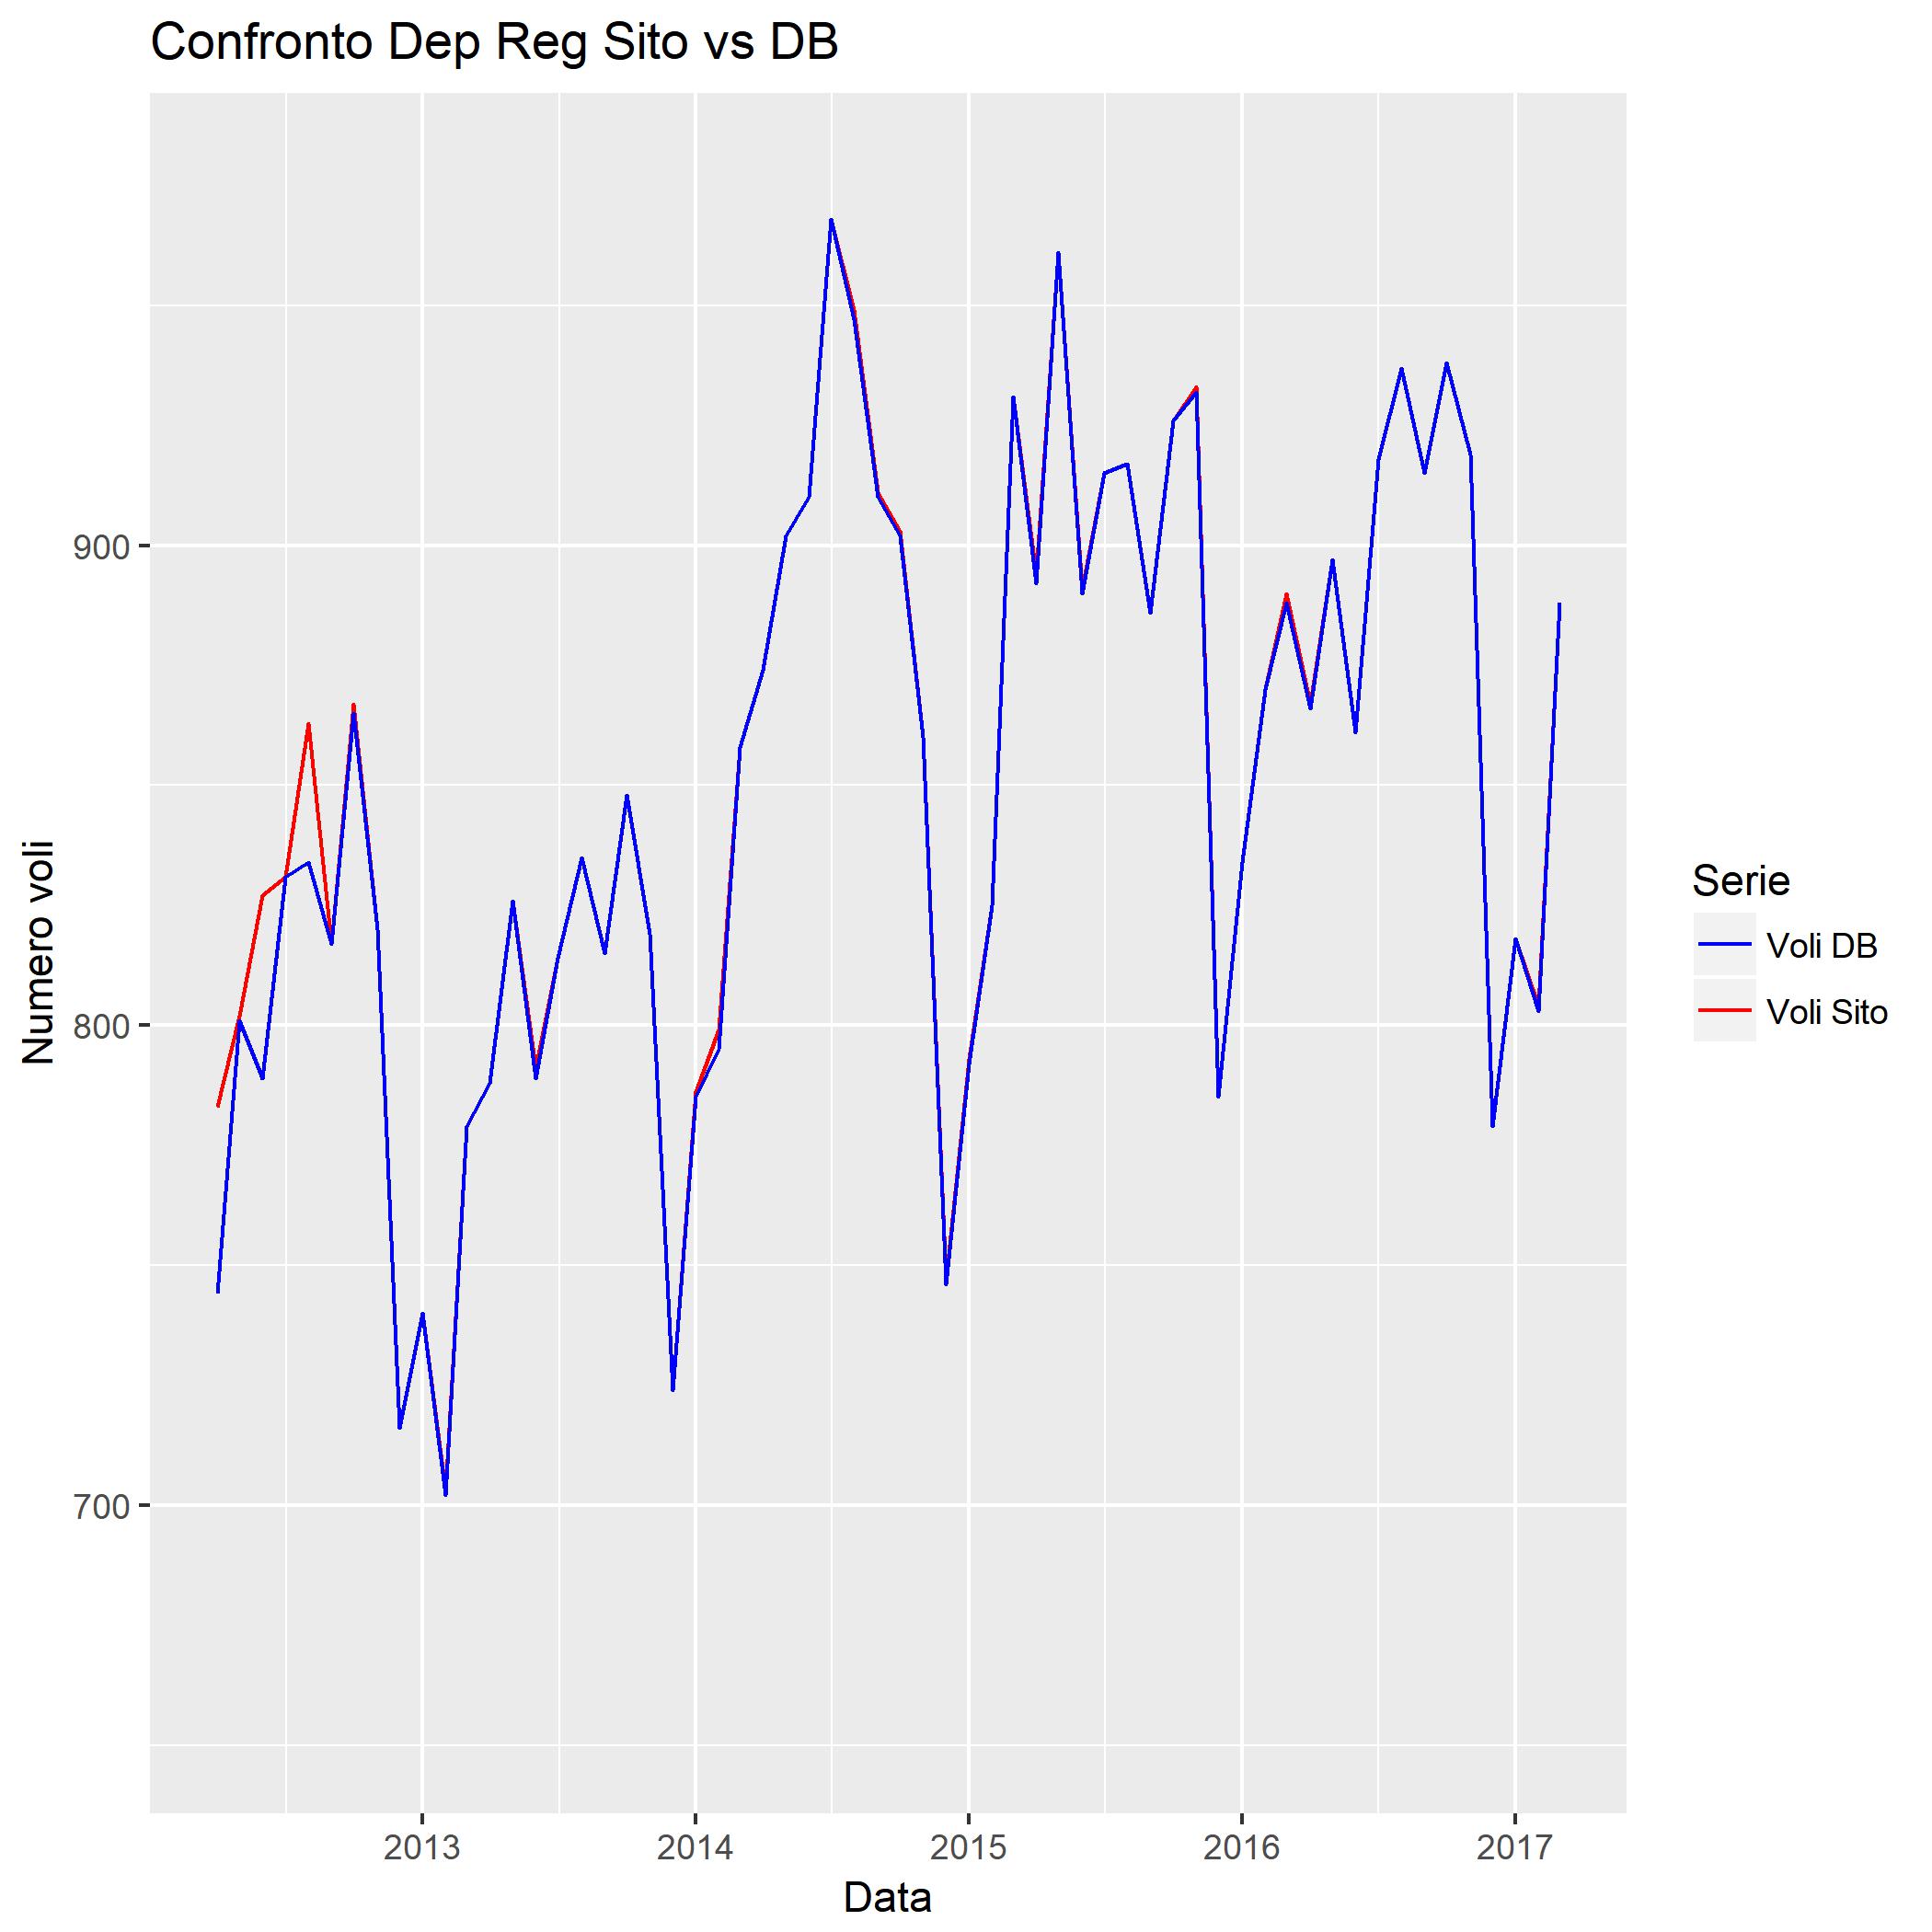 Confronto Dep Reg Sito vs DB
Numero voli
900
800
700
2013
2014
2015
2016
2017
Data
Serie
Voli DB
Voli Sito